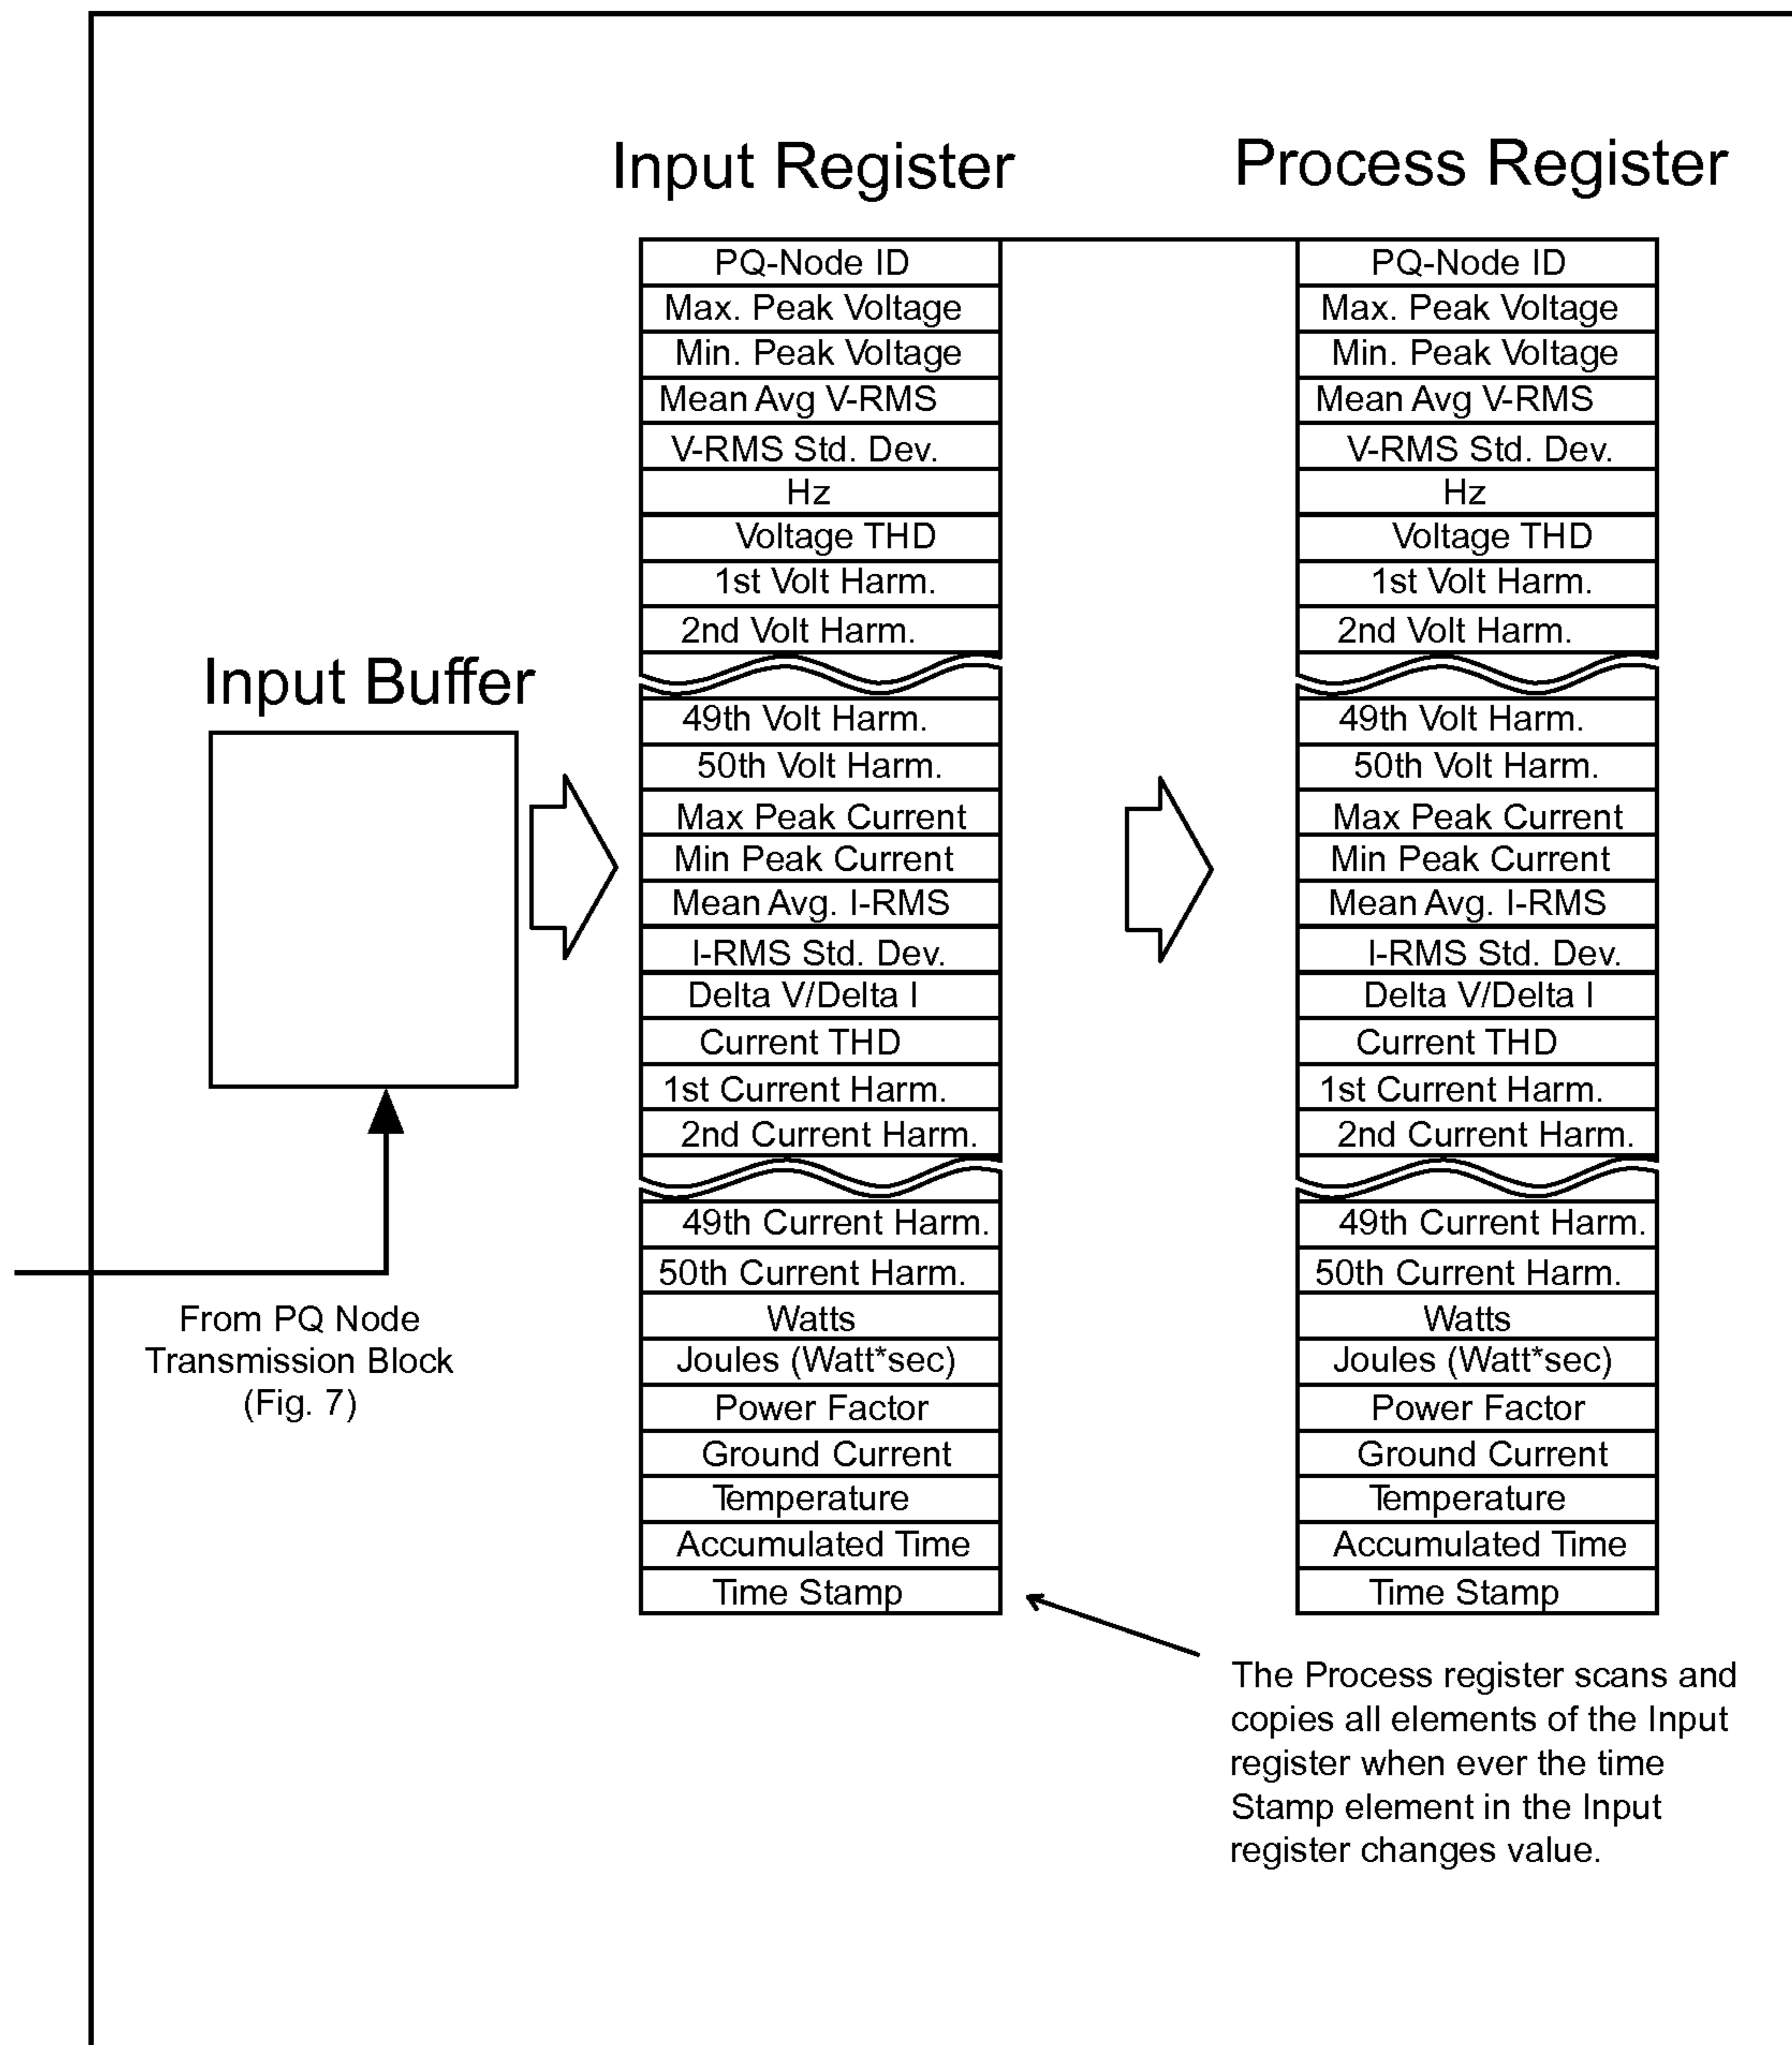 Input Register
Process Register
PQ-Node ID
Max. Peak Voltage
Min. Peak Voltage
Mean Avg V-RMS
V-RMS Std. Dev.
Hz
Voltage THD
1st Volt Harm.
2nd Volt Harm.
49th Volt Harm.
50th Volt Harm.
Max Peak Current
Min Peak Current
Mean Avg. I-RMS
I-RMS Std. Dev.
Delta V/Delta I
Current THD
1st Current Harm.
2nd Current Harm.
49th Current Harm.
50th Current Harm.
Watts
Joules (Watt*sec)
Power Factor
Ground Current
Temperature
Accumulated Time
Time Stamp
PQ-Node ID
Max. Peak Voltage
Min. Peak Voltage
Mean Avg V-RMS
V-RMS Std. Dev.
Hz
Voltage THD
1st Volt Harm.
2nd Volt Harm.
49th Volt Harm.
50th Volt Harm.
Max Peak Current
Min Peak Current
Mean Avg. I-RMS
I-RMS Std. Dev.
Delta V/Delta I
Current THD
1st Current Harm.
2nd Current Harm.
49th Current Harm.
50th Current Harm.
Watts
Joules (Watt*sec)
Power Factor
Ground Current
Temperature
Accumulated Time
Time Stamp
Input Buffer
From PQ Node
Transmission Block
(Fig. 7)
The Process register scans and
copies all elements of the Input
register when ever the time
Stamp element in the Input
register changes value.